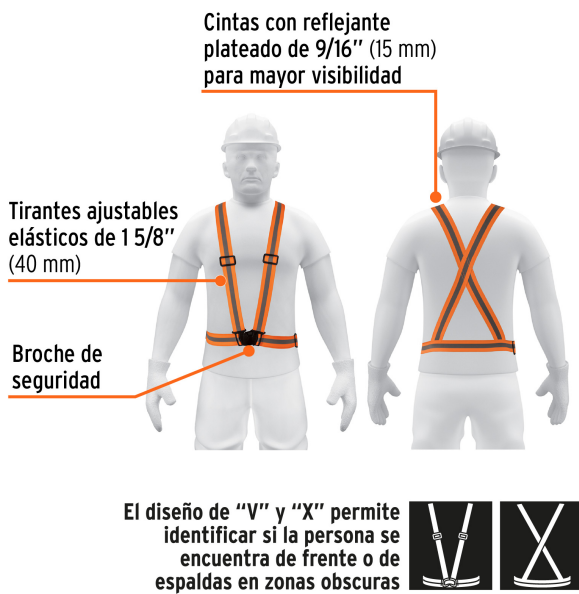 Cintas con reflejante
plateado de 9/16” (15 mm)
para mayor visibilidad
Tirantes ajustables
elásticos de 1 5/8”
(40 mm)
Broche de
seguridad
El diseño de “V” y “X” permite
identificar si la persona se
encuentra de frente o de
espaldas en zonas obscuras